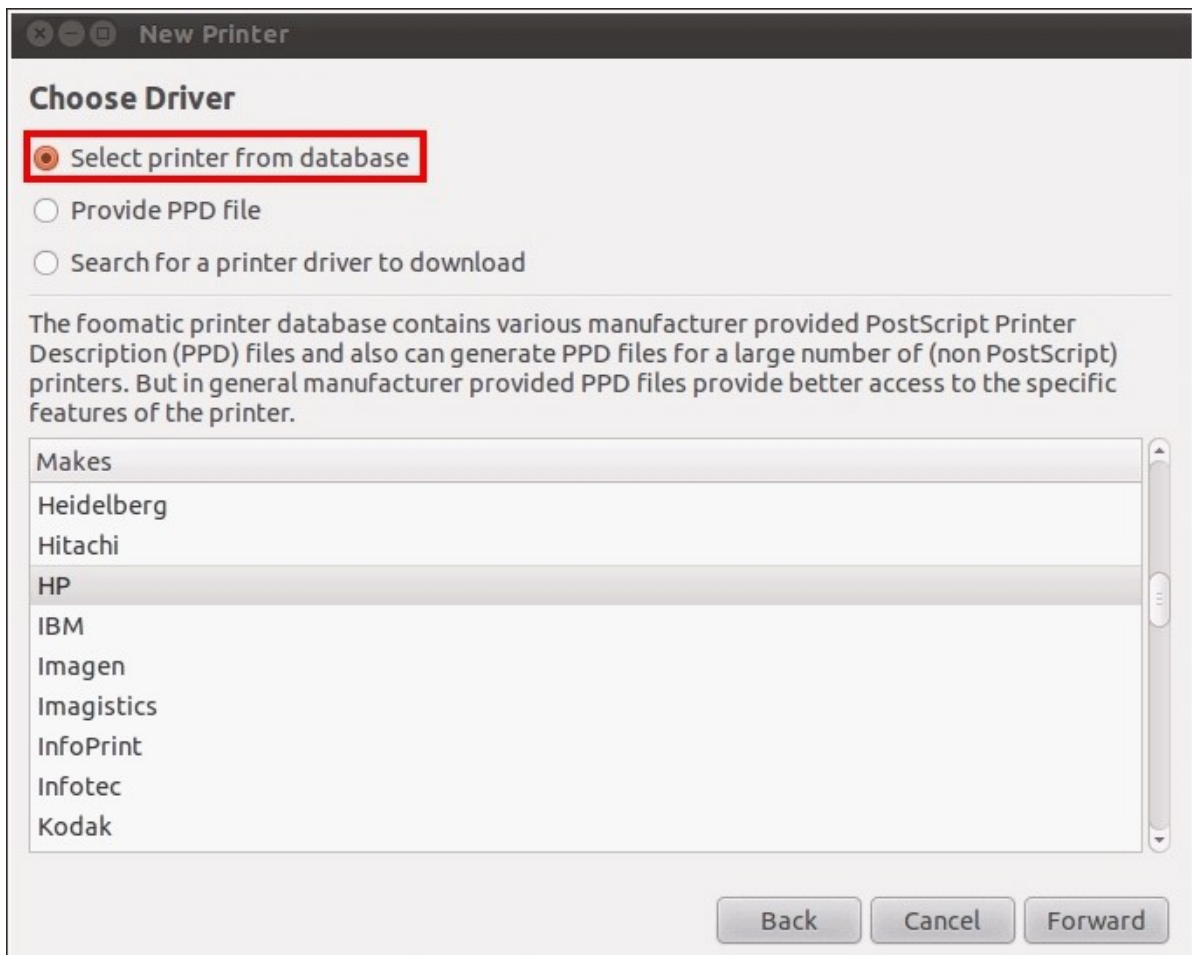 New Printer
Choose Driver
Select printer from database
Provide PPD file
Search for a printer driver to download
The foomatic printer database contains various manufacturer provided PostScript Printer
Description (PPD) files and also can generate PPD files for a large number of (non PostScript)
printers. But in general manufacturer provided PPD files provide better access to the specific
features of the printer.
Makes
Heidelberg
Hitachi
HP
IBM
Imagen
Imagistics
InfoPrint
Infotec
Kodak
Back Cancel Forward